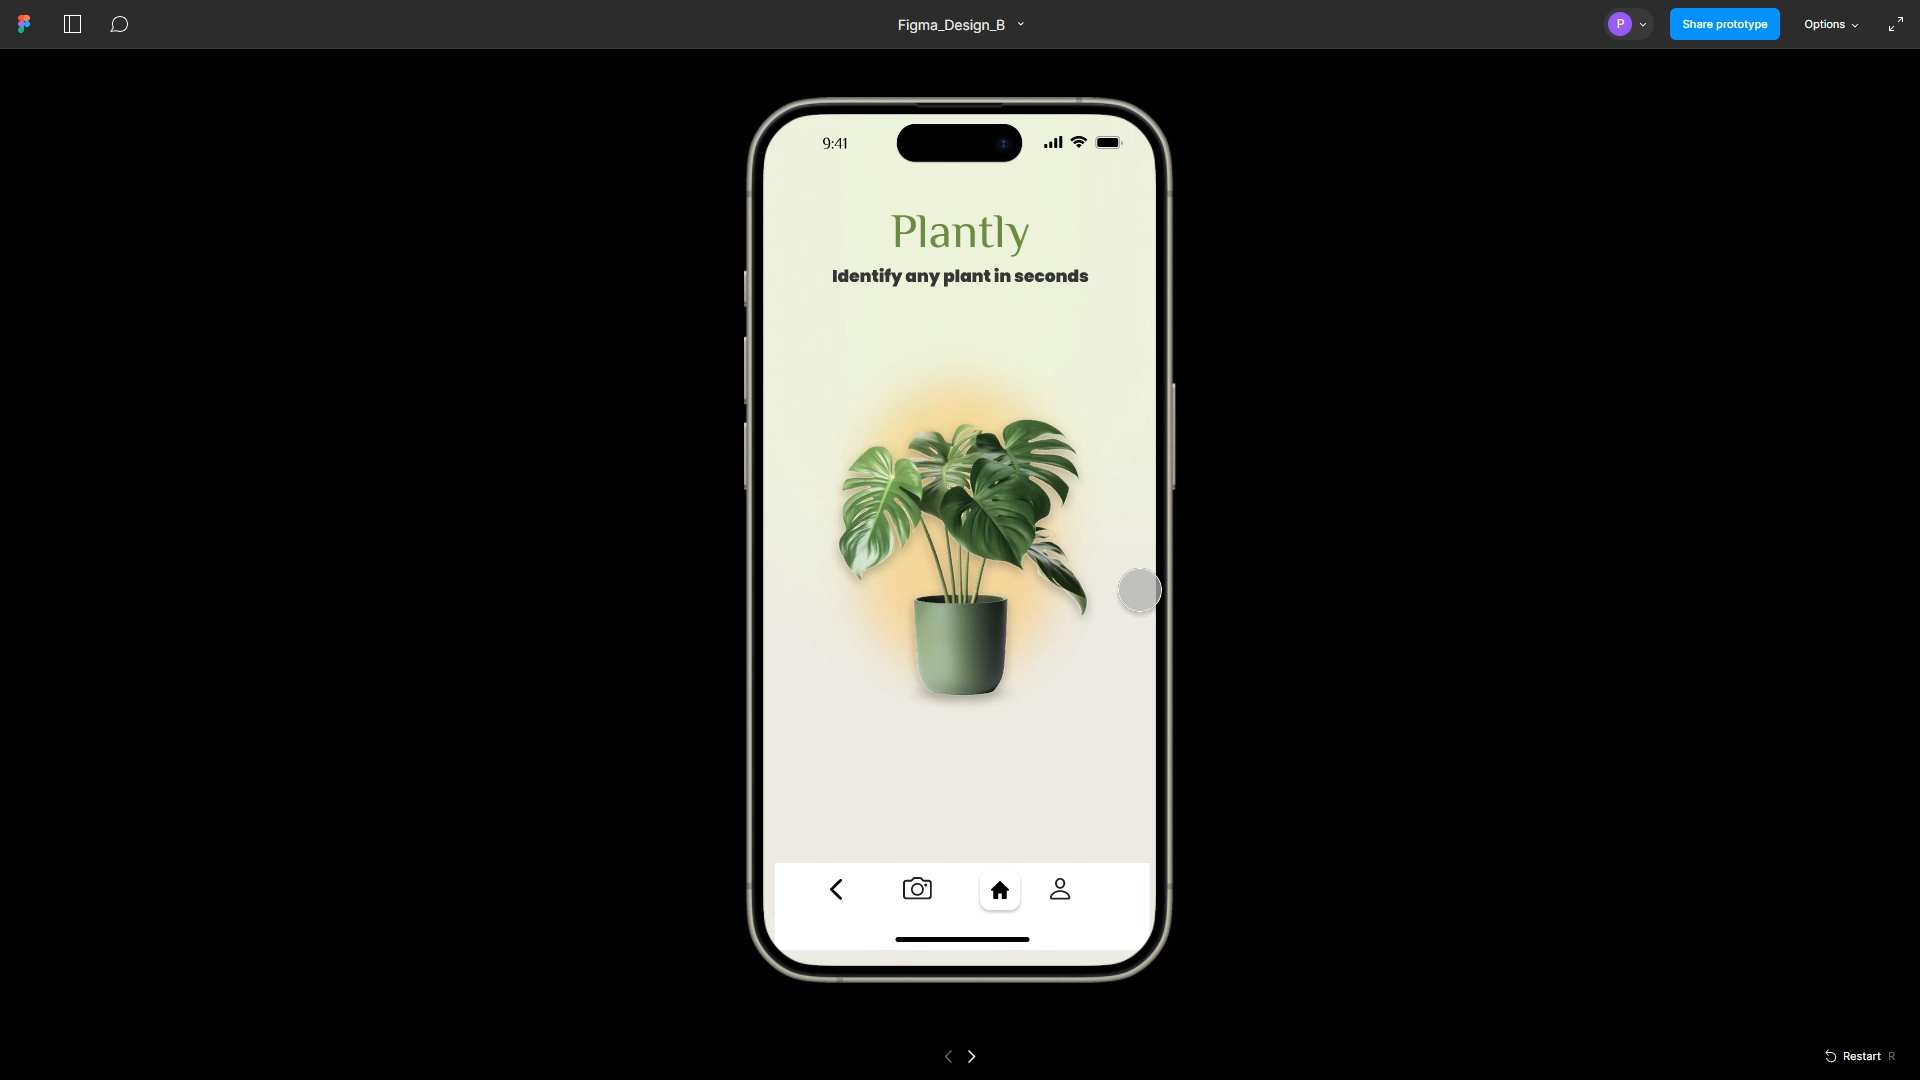 Figma_Design_B
P
Share prototype
Options
9:41
Plantly
Identify any plant in seconds
Restart R